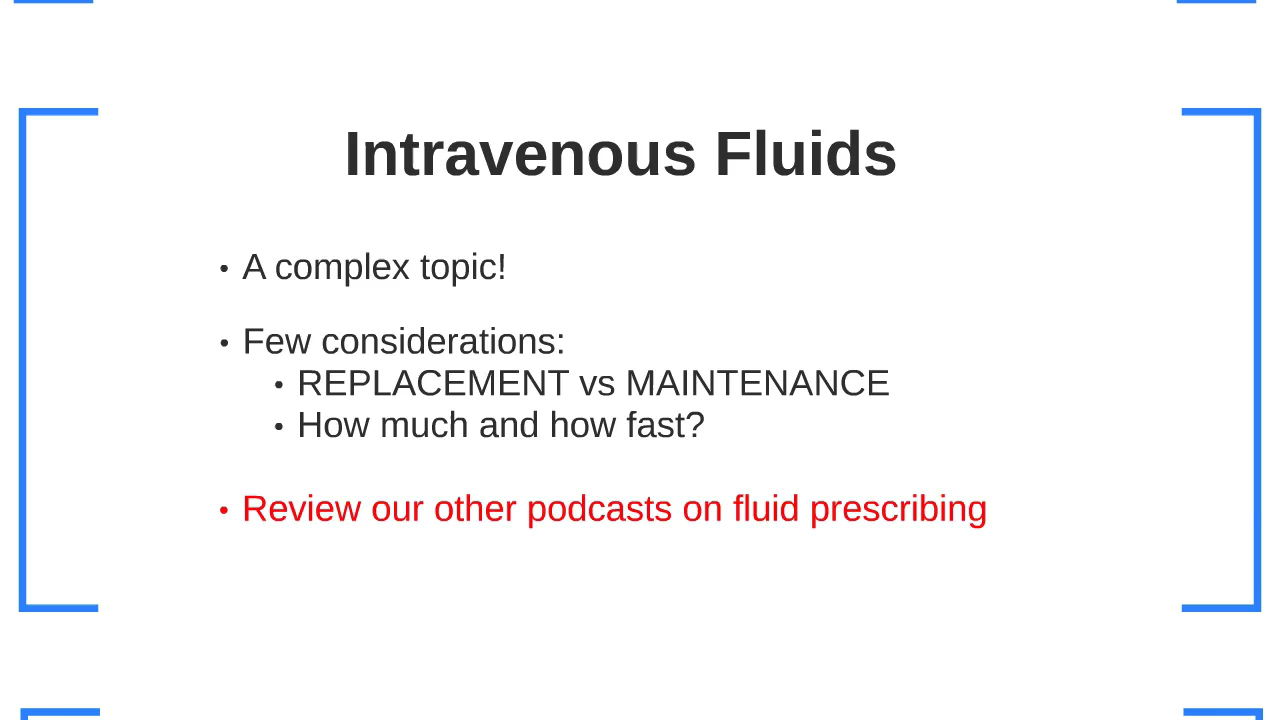 Intravenous Fluids
• A complex topic!
• Few considerations:
• REPLACEMENT vs MAINTENANCE
• How much and how fast?
• Review our other podcasts on fluid prescribing